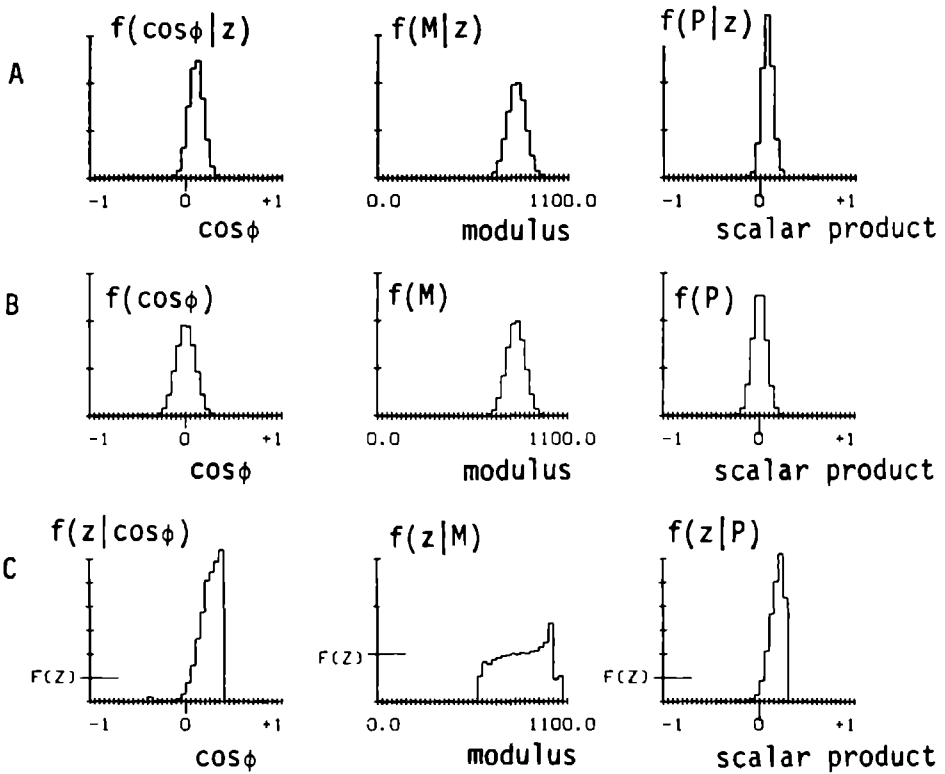 A
f(cosϕ|z)
f(M|z)
f(P|z)
-1 0 +1
0.0 1100.0
-1 0 +1
cosϕ
modulus
scalar product
B
f(cosϕ)
f(M)
f(P)
-1 0 +1
0.0 1100.0
-1 0 +1
cosϕ
modulus
scalar product
C
f(z|cosϕ)
f(z|M)
f(z|P)
F(Z)
F(Z)
F(Z)
-1 0 +1
0.0 1100.0
-1 0 +1
cosϕ
modulus
scalar product